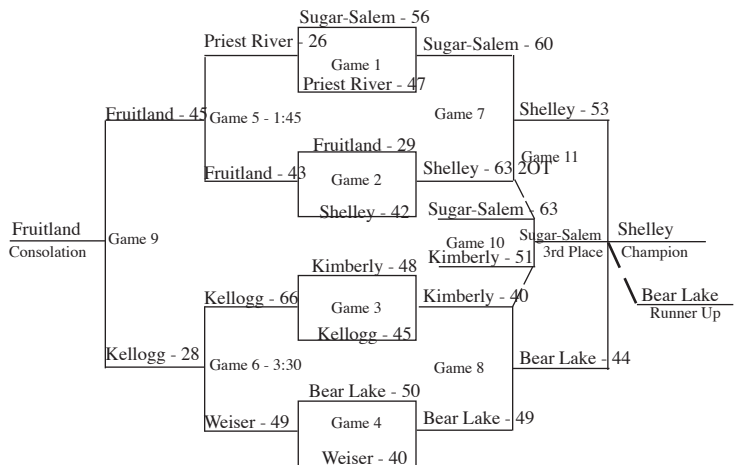 Sugar-Salem - 56
Priest River - 26
Sugar-Salem - 60
Game 1
Priest River - 47
Fruitland - 45
Game 5 - 1:45
Game 7
Shelley - 53
Fruitland - 29
Game 11
Fruitland - 43
Game 2
Shelley - 63 2OT
Shelley - 42
Sugar-Salem - 63
Fruitland
Game 9
Game 10
Sugar-Salem
Shelley
Consolation
3rd Place
Champion
Kimberly - 51
Kimberly - 48
Kellogg - 66
Game 3
Kimberly - 40
Bear Lake
Runner Up
Kellogg - 45
Kellogg - 28
Game 6 - 3:30
Game 8
Bear Lake - 44
Bear Lake - 50
Weiser - 49
Game 4
Bear Lake - 49
Weiser - 40